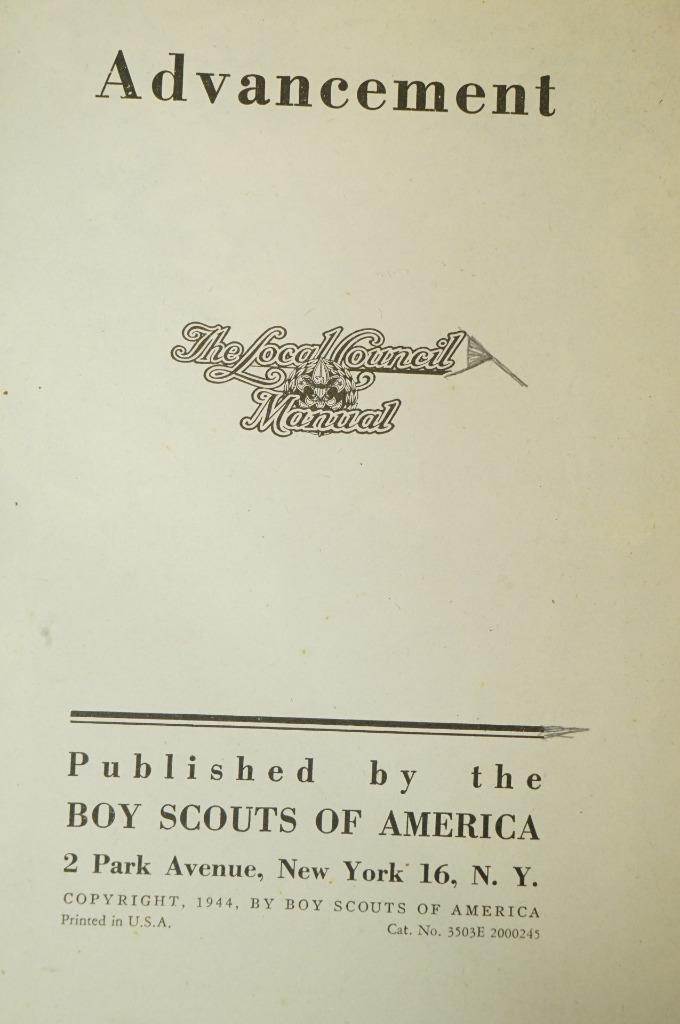 Advancement
The Local Council
Manual
Published by the
BOY SCOUTS OF AMERICA
2 Park Avenue, New York 16, N. Y.
COPYRIGHT, 1944, BY BOY SCOUTS OF AMERICA
Printed in U.S.A.
Cat. No. 3503E 2000245